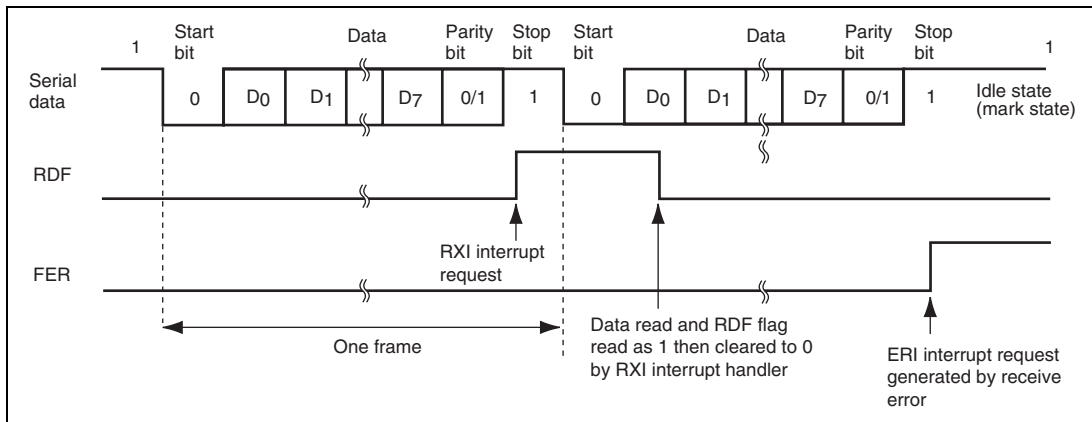 1
Start bit
Data
Parity bit
Stop bit
Start bit
Data
Parity bit
Stop bit
1
Serial data
0
D0
D1
D7
0/1
1
0
D0
D1
D7
0/1
1
Idle state (mark state)
RDF
RXI interrupt request
FER
One frame
Data read and RDF flag
read as 1 then cleared to 0
by RXI interrupt handler
ERI interrupt request
generated by receive
error